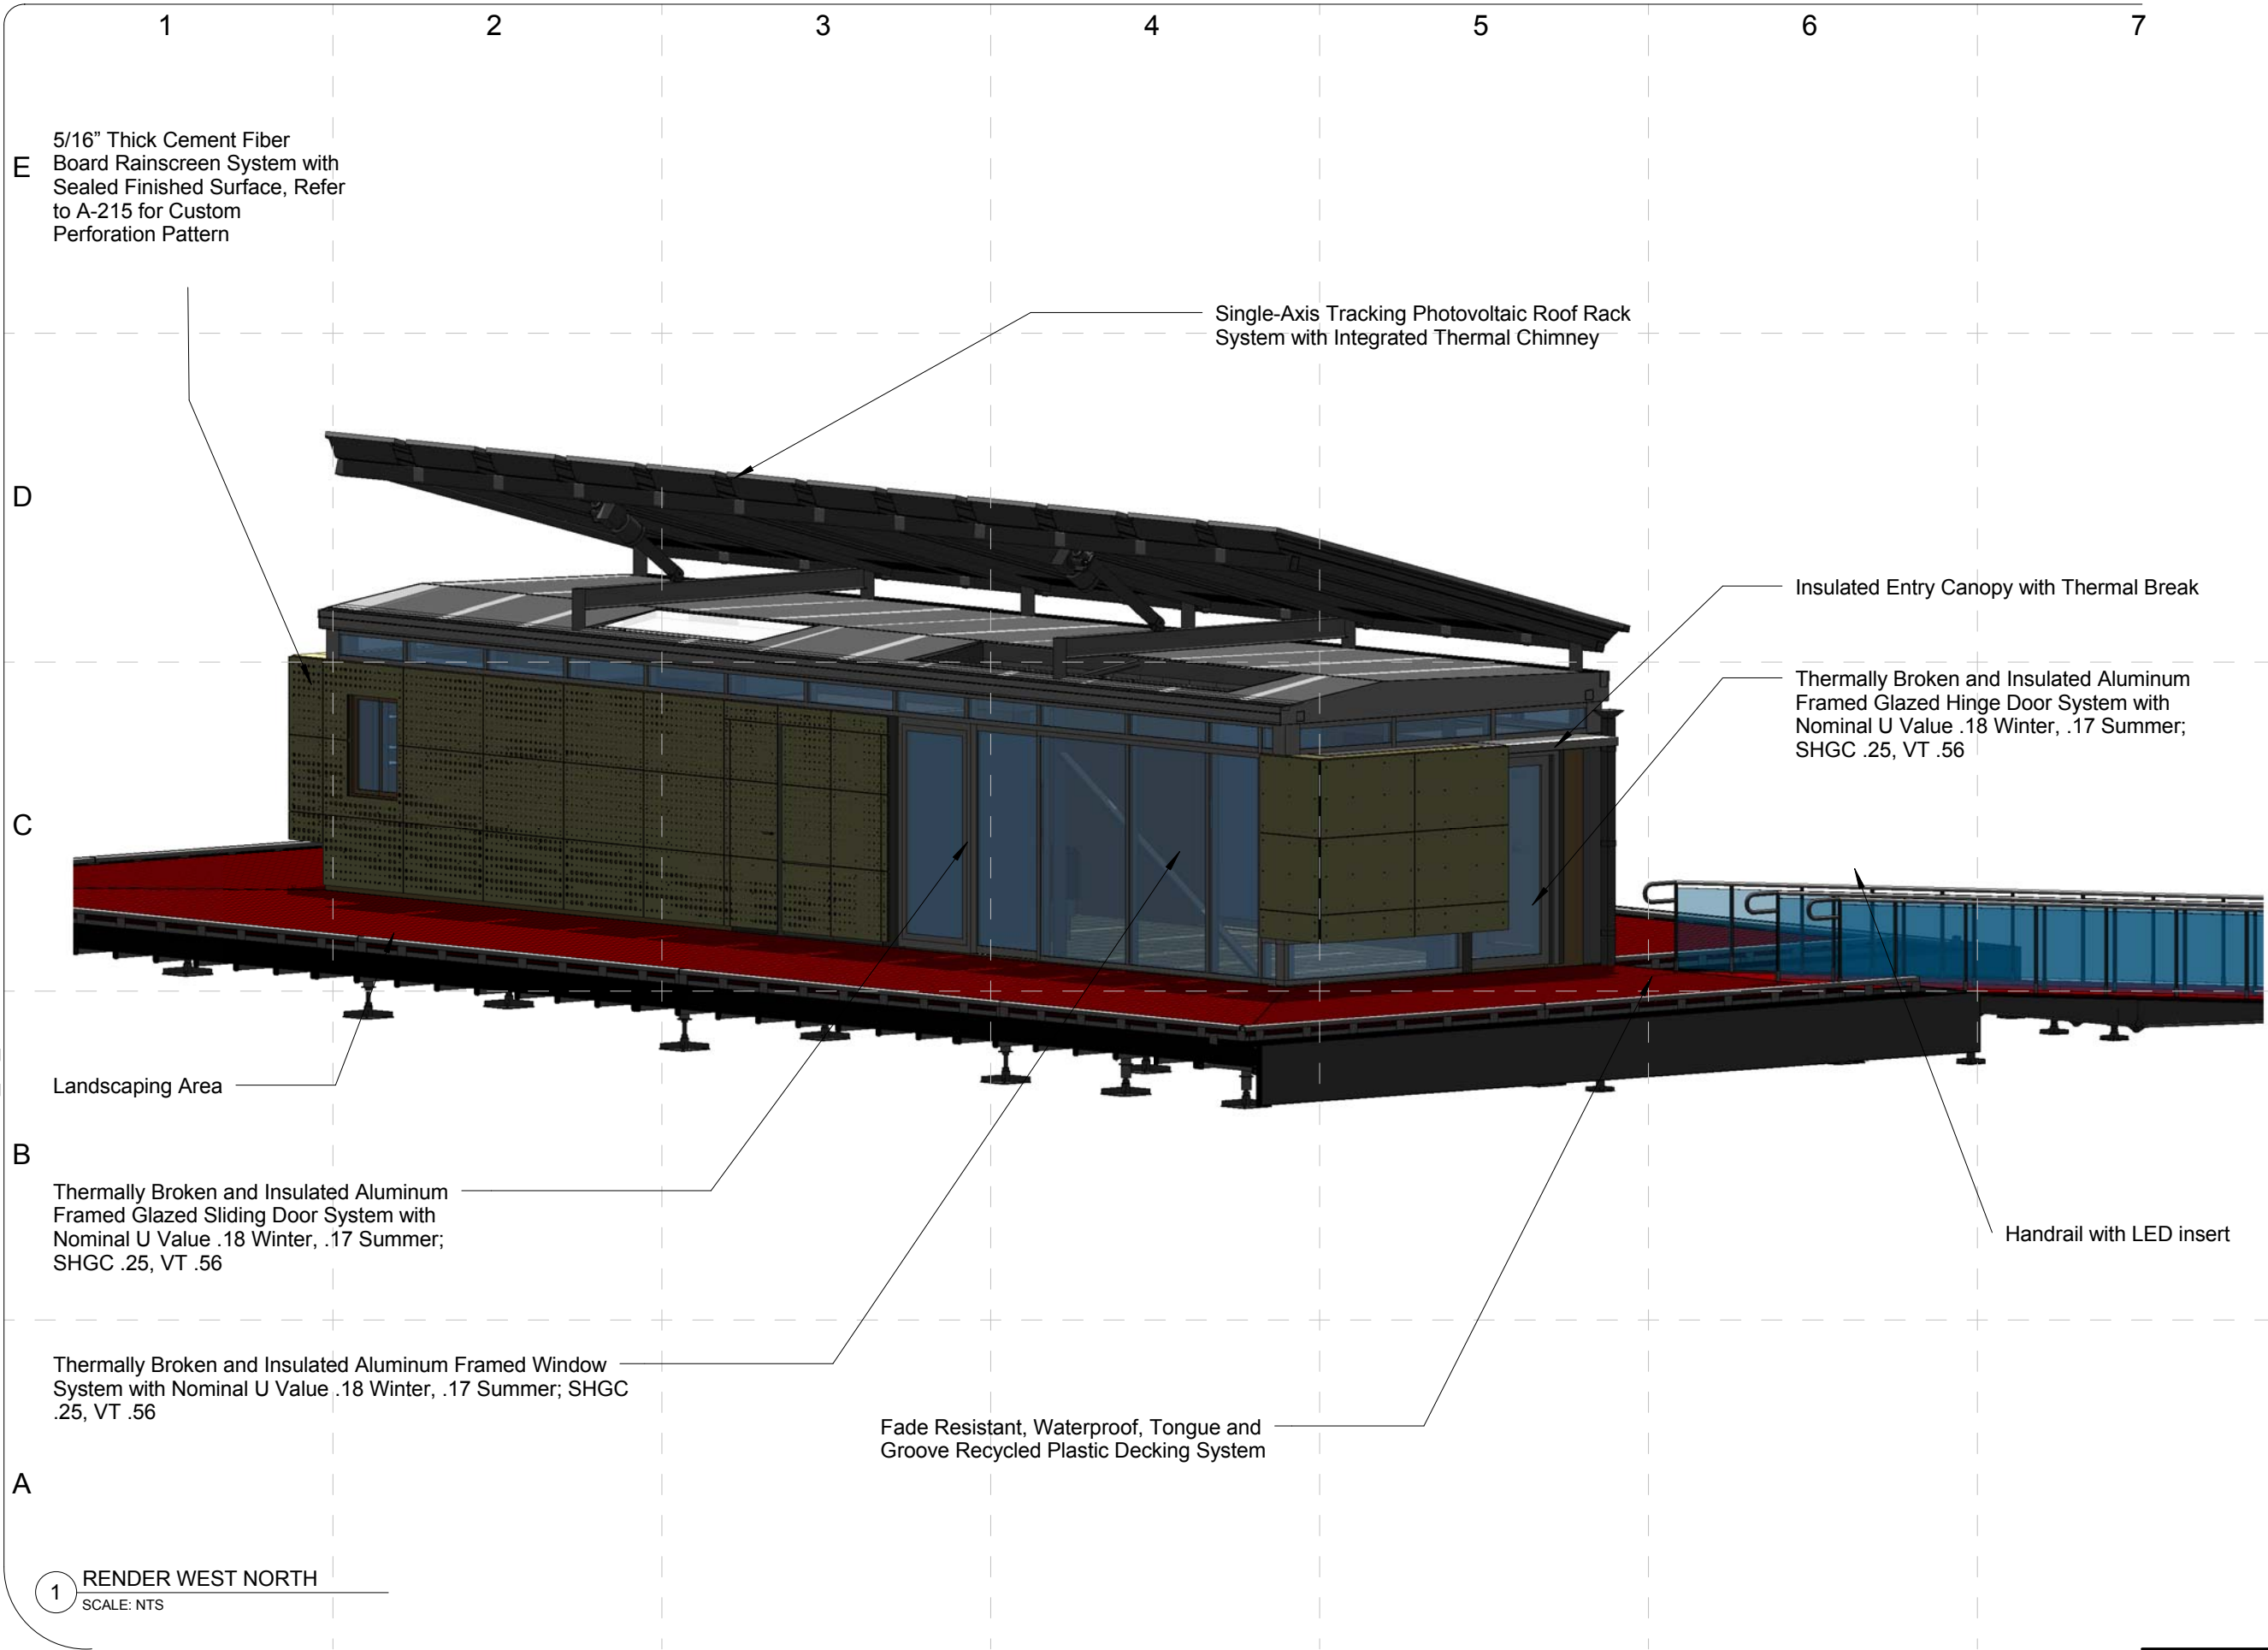 1 2 3 4 5 6 7
E
5/16” Thick Cement Fiber
Board Rainscreen System with
Sealed Finished Surface, Refer
to A-215 for Custom
Perforation Pattern
Single-Axis Tracking Photovoltaic Roof Rack
System with Integrated Thermal Chimney
D
Insulated Entry Canopy with Thermal Break
Thermally Broken and Insulated Aluminum
Framed Glazed Hinge Door System with
Nominal U Value .18 Winter, .17 Summer;
SHGC .25, VT .56
C
Landscaping Area
B
Thermally Broken and Insulated Aluminum
Framed Glazed Sliding Door System with
Nominal U Value .18 Winter, .17 Summer;
SHGC .25, VT .56
Handrail with LED insert
Thermally Broken and Insulated Aluminum Framed Window
System with Nominal U Value .18 Winter, .17 Summer; SHGC
.25, VT .56
Fade Resistant, Waterproof, Tongue and
Groove Recycled Plastic Decking System
A
1 RENDER WEST NORTH
SCALE: NTS